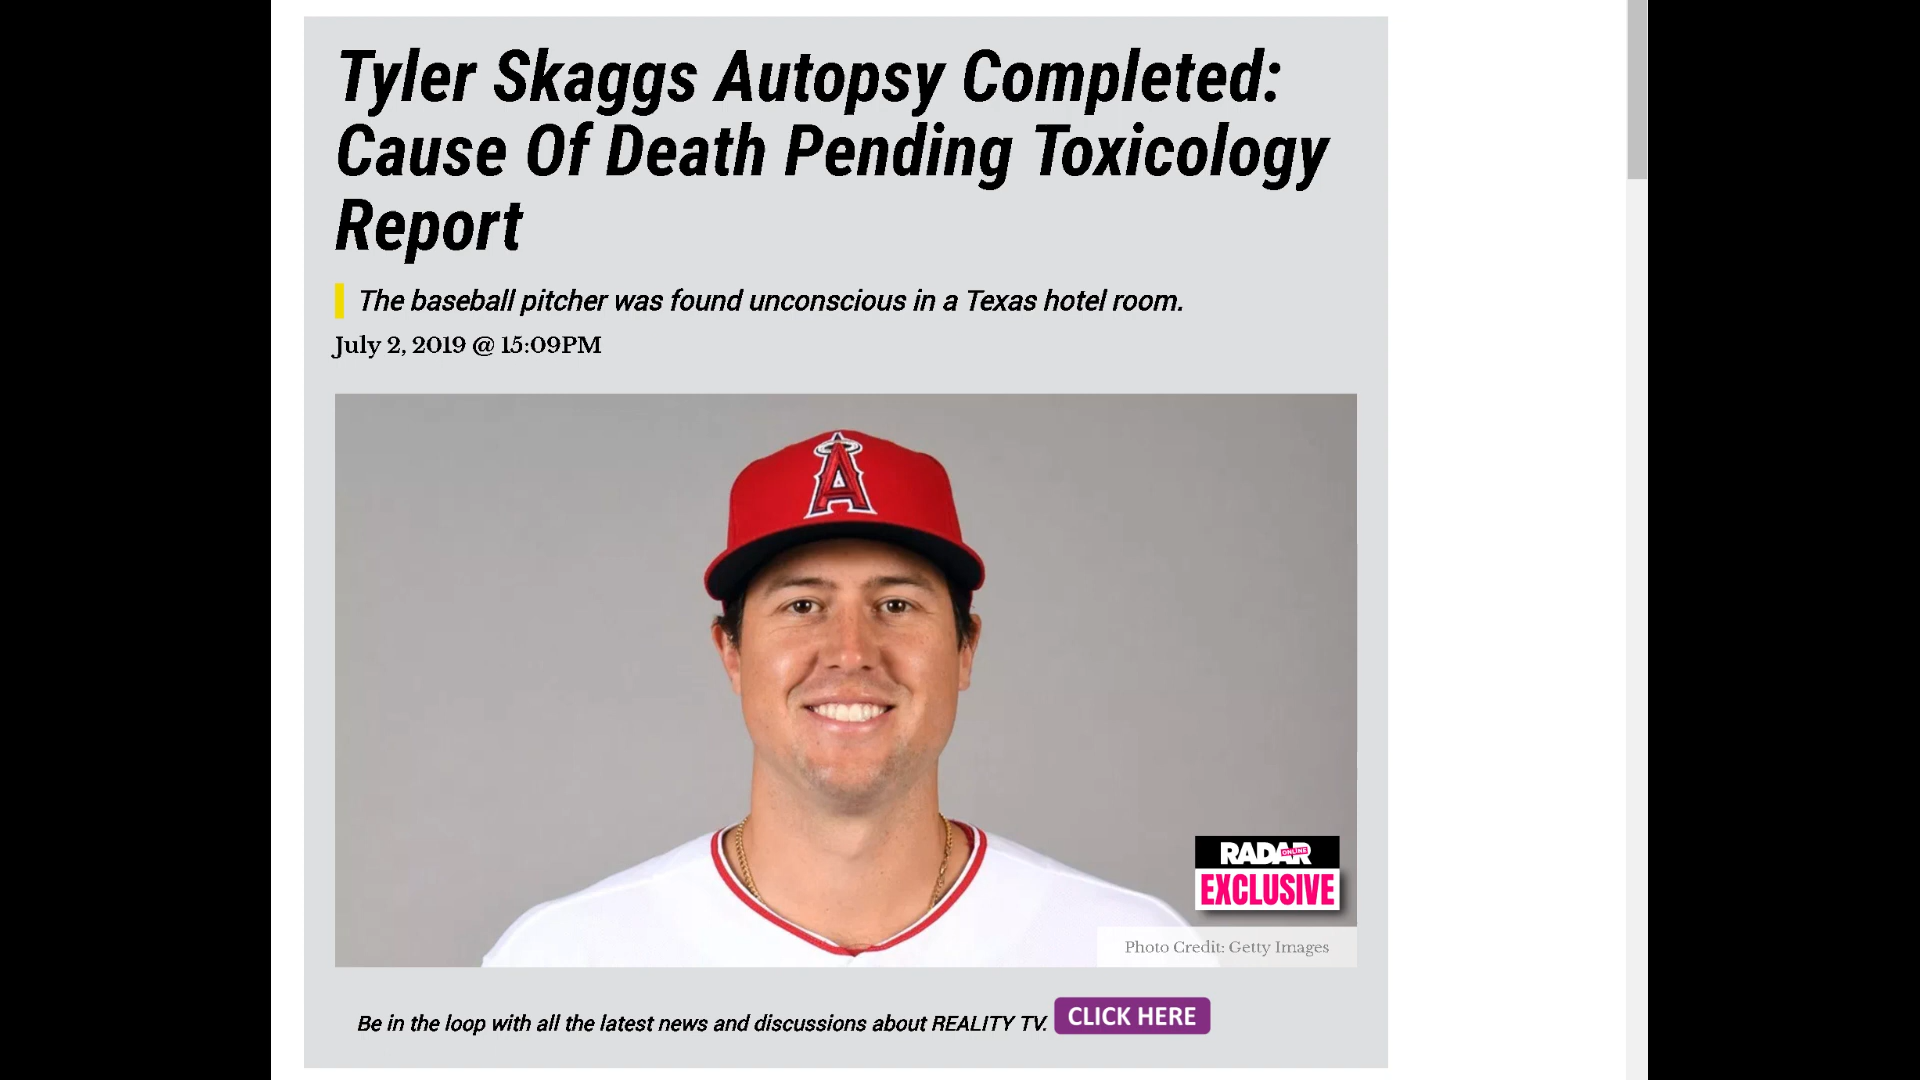 Tyler Skaggs Autopsy Completed:
Cause Of Death Pending Toxicology
Report
The baseball pitcher was found unconscious in a Texas hotel room.
July 2, 2019 @ 15:09PM
A
RADAR ONLINE
EXCLUSIVE
Photo Credit: Getty Images
Be in the loop with all the latest news and discussions about REALITY TV. CLICK HERE